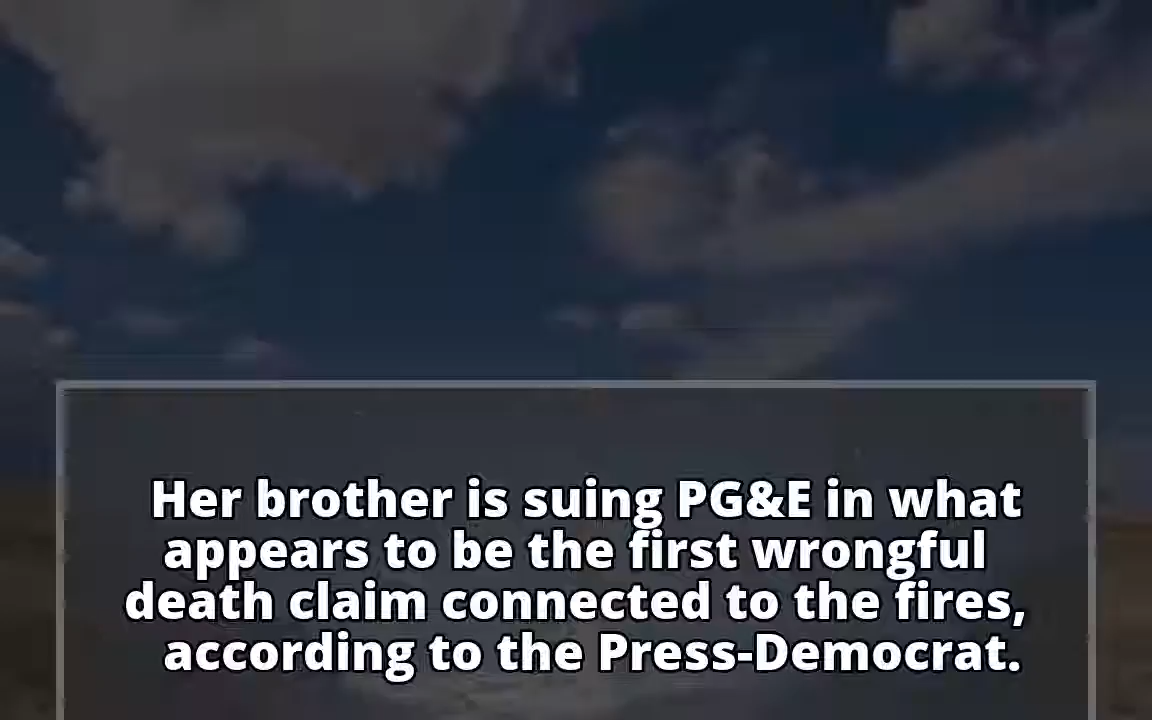 Her brother is suing PG&E in what
appears to be the first wrongful
death claim connected to the fires,
according to the Press-Democrat.